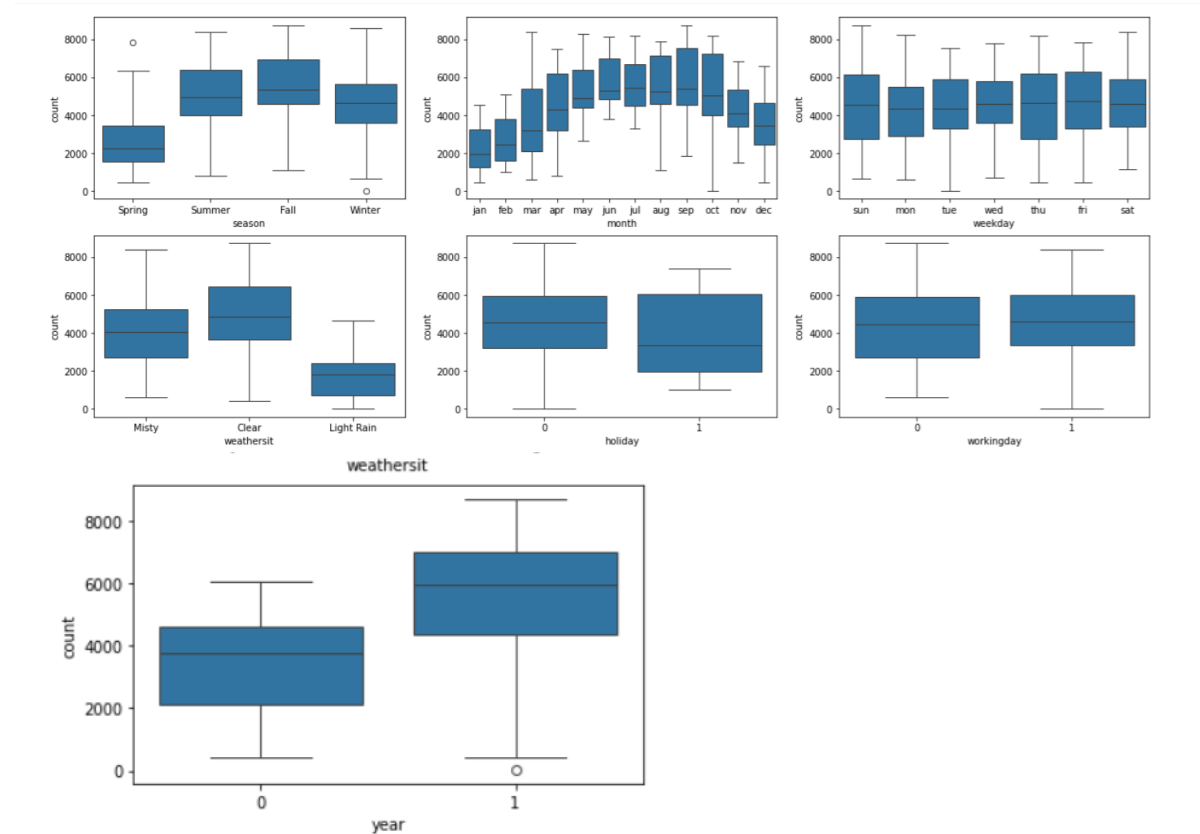 8000
6000
4000
2000
0
count
Spring Summer Fall Winter
season
8000
6000
4000
2000
0
count
jan feb mar apr may jun jul aug sep oct nov dec
month
8000
6000
4000
2000
0
count
sun mon tue wed thu fri sat
weekday
8000
6000
4000
2000
0
count
Misty Clear Light Rain
weathersit
8000
6000
4000
2000
0
count
0 1
holiday
8000
6000
4000
2000
0
count
0 1
workingday
weathersit
8000
6000
4000
2000
0
count
0 1
year